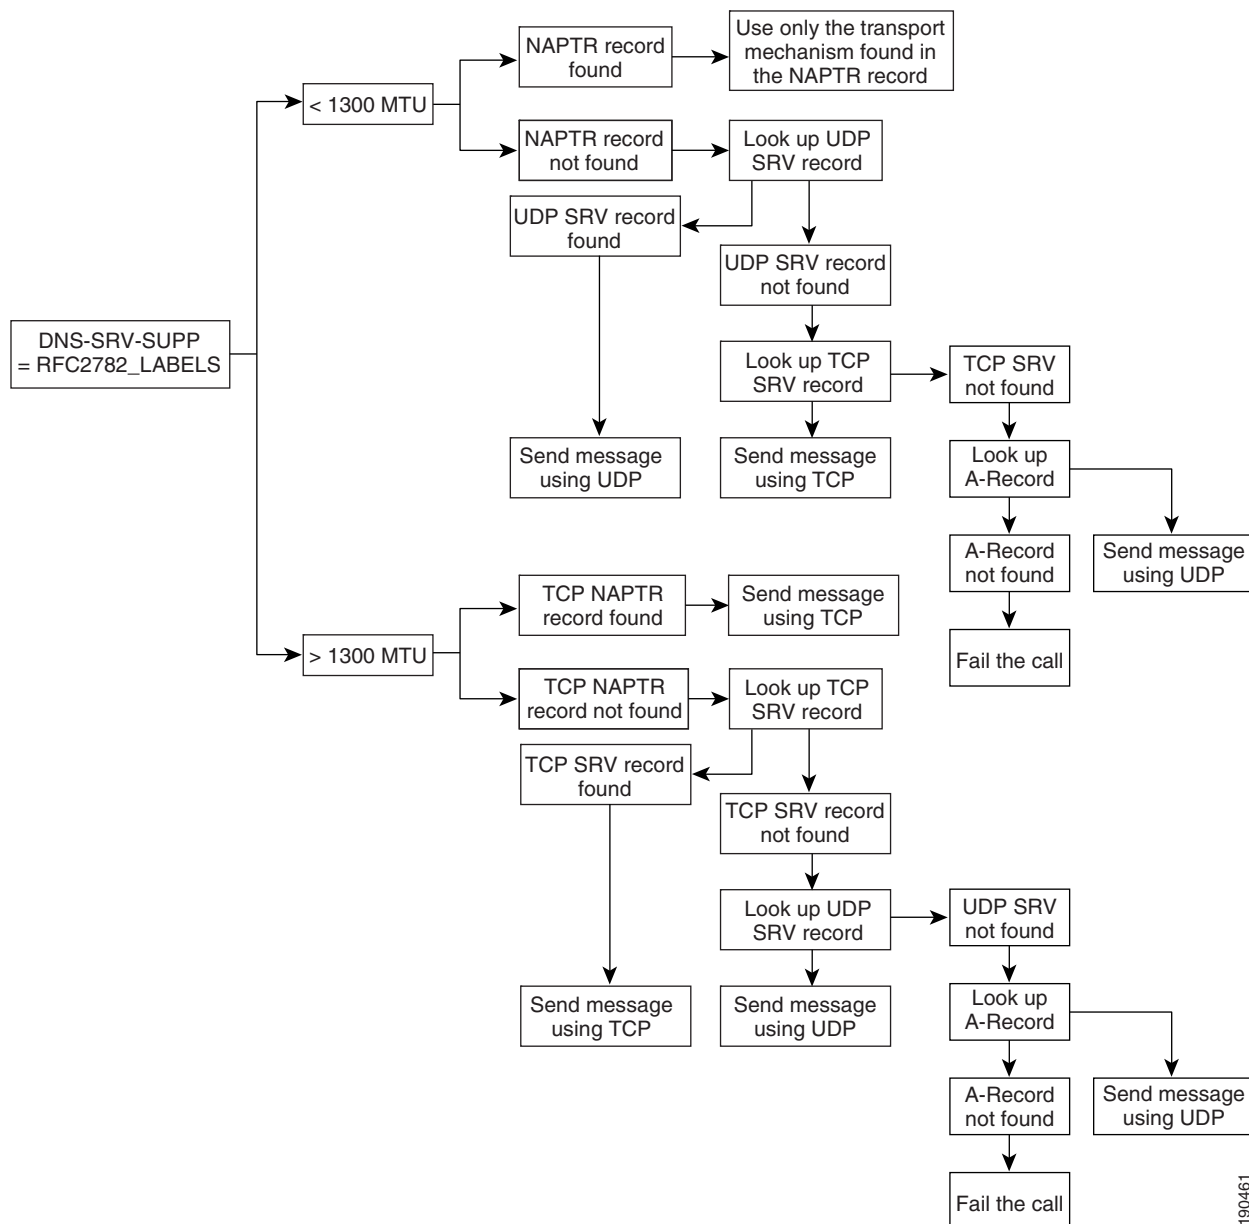 NAPTR record
found
Use only the transport
mechanism found in
the NAPTR record
< 1300 MTU
NAPTR record
not found
Look up UDP
SRV record
UDP SRV record
found
UDP SRV record
not found
DNS-SRV-SUPP
= RFC2782_LABELS
Look up TCP
SRV record
TCP SRV
not found
Send message
using UDP
Send message
using TCP
Look up
A-Record
A-Record
not found
Send message
using UDP
Fail the call
TCP NAPTR
record found
Send message
using TCP
> 1300 MTU
TCP NAPTR
record not found
Look up TCP
SRV record
TCP SRV record
found
TCP SRV record
not found
Look up UDP
SRV record
UDP SRV
not found
Send message
using TCP
Send message
using UDP
Look up
A-Record
A-Record
not found
Send message
using UDP
Fail the call
190461